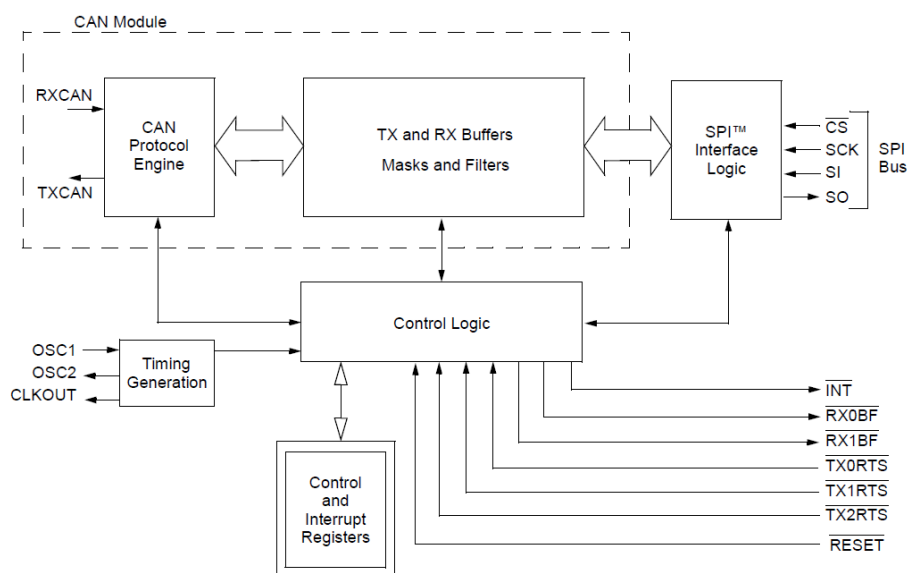 CAN Module
RXCAN
TXCAN
CAN
Protocol
Engine
TX and RX Buffers
Masks and Filters
SPI™
Interface
Logic
CS
SCK
SI
SO
SPI
Bus
Control Logic
OSC1
OSC2
CLKOUT
Timing
Generation
Control
and
Interrupt
Registers
INT
RX0BF
RX1BF
TX0RTS
TX1RTS
TX2RTS
RESET